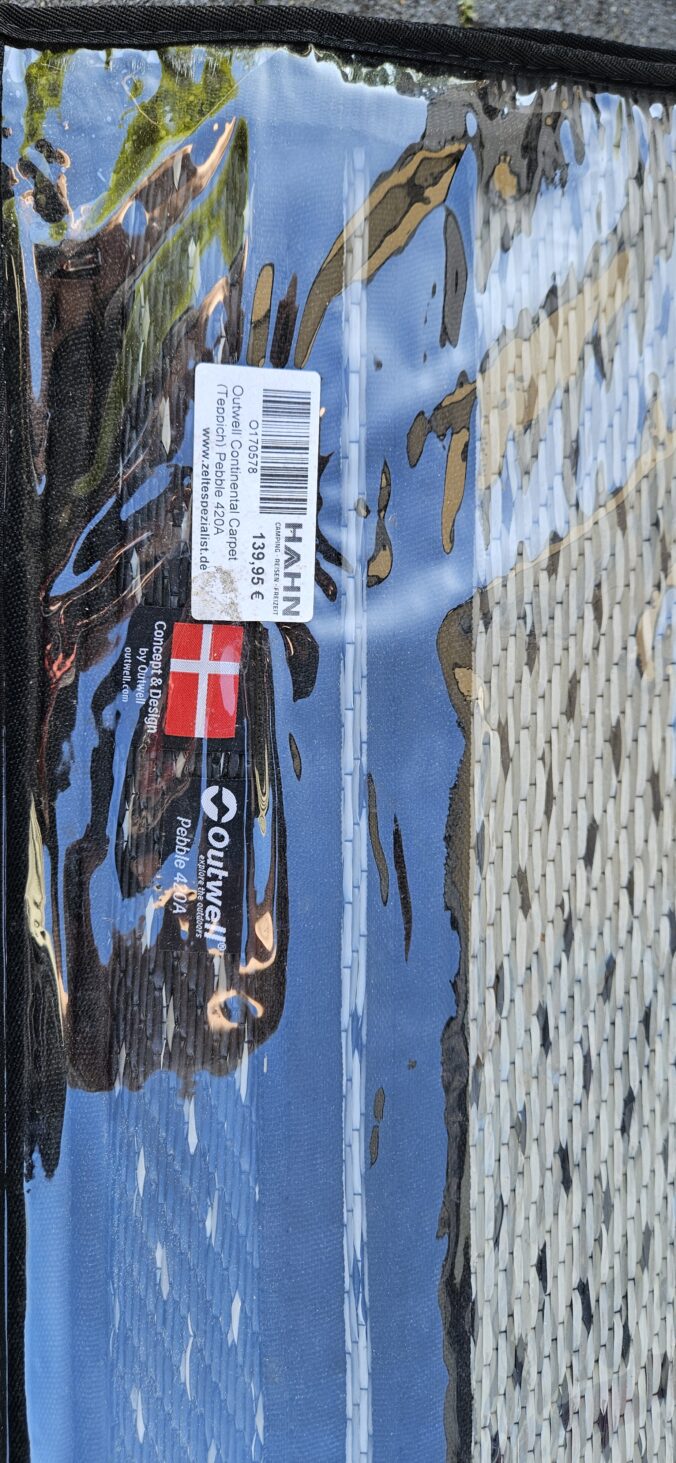 HAHN
CAMPING · REISEN · FREIZEIT
139,95 €
O170578
Outwell Continental Carpet
(Teppich) Pebble 420A
www.zeltespezialist.de
Concept & Design
by Outwell
outwell.com
Outwell®
explore the outdoors
Pebble 420A